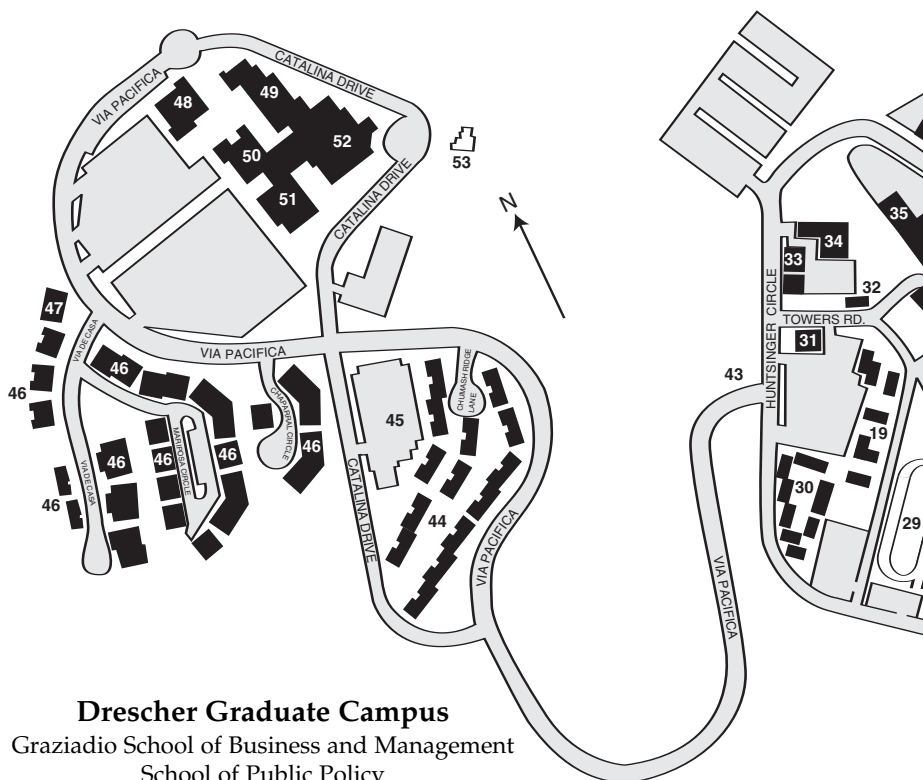 VIA PACIFICA
CATALINA DRIVE
48
49
50
52
51
53
CATALINA DRIVE
N
35
34
33
32
HUNTSINGER CIRCLE
TOWERS RD.
31
47
VIA DE CASA
VIA PACIFICA
46
46
CHAPARRAL CIRCLE
CHUMASH RIDGE
LANE
43
45
46
46
46
46
MARIPOSA CIRCLE
VIA DE CASA
46
CATALINA DRIVE
44
VIA PACIFICA
19
30
29
VIA PACIFICA
Drescher Graduate Campus
Graziadio School of Business and Management
School of Public Policy